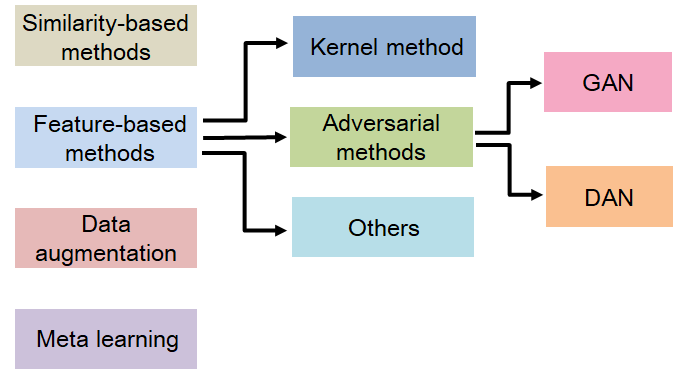 Similarity-based
methods
Feature-based
methods
Data
augmentation
Meta learning
Kernel method
Adversarial
methods
Others
GAN
DAN